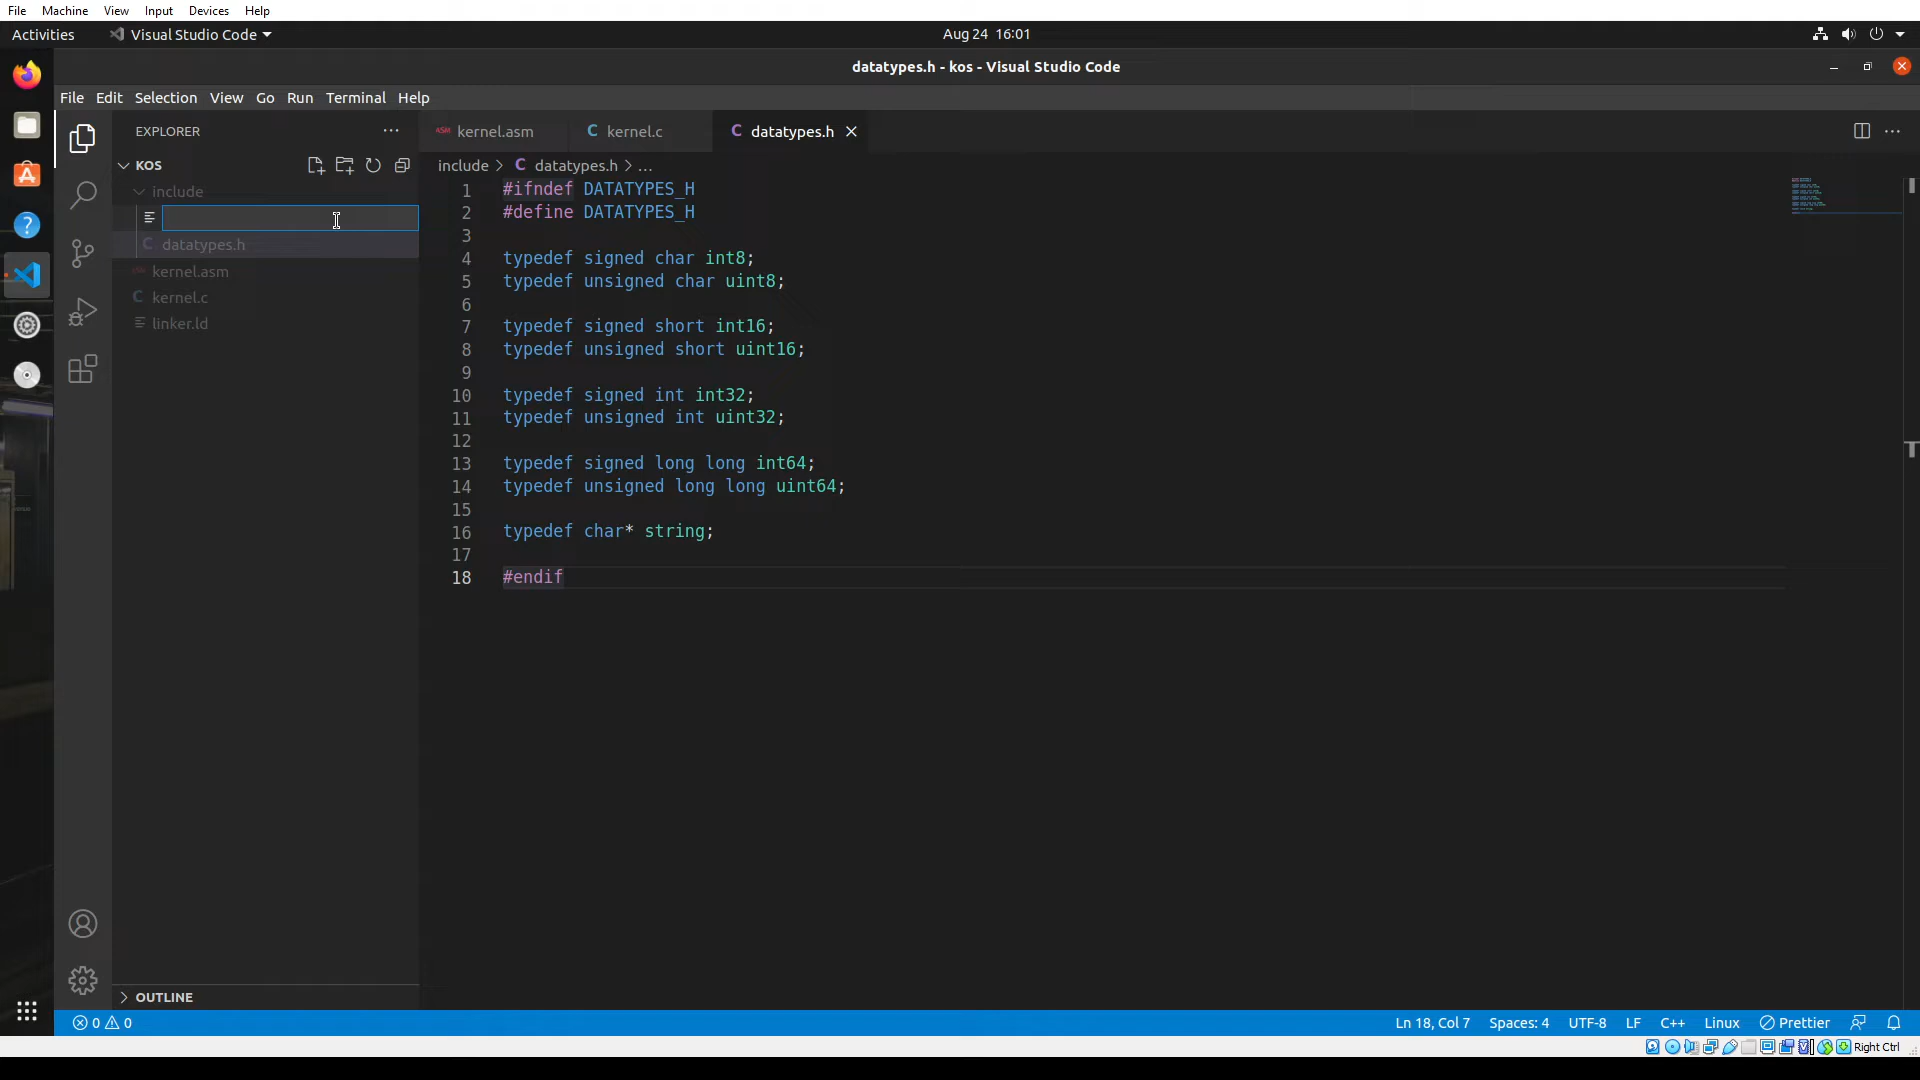 File Machine View Input Devices Help
Activities Visual Studio Code Aug 24 16:01
datatypes.h - kos - Visual Studio Code
File Edit Selection View Go Run Terminal Help
EXPLORER
kernel.asm kernel.c datatypes.h
KOS
include > C datatypes.h > ...
include
datatypes.h
kernel.asm
kernel.c
linker.ld
1 #ifndef DATATYPES_H
2 #define DATATYPES_H
3
4 typedef signed char int8;
5 typedef unsigned char uint8;
6
7 typedef signed short int16;
8 typedef unsigned short uint16;
9
10 typedef signed int int32;
11 typedef unsigned int uint32;
12
13 typedef signed long long int64;
14 typedef unsigned long long uint64;
15
16 typedef char* string;
17
18 #endif
OUTLINE
0 0 Ln 18, Col 7 Spaces: 4 UTF-8 LF C++ Linux Prettier
Right Ctrl